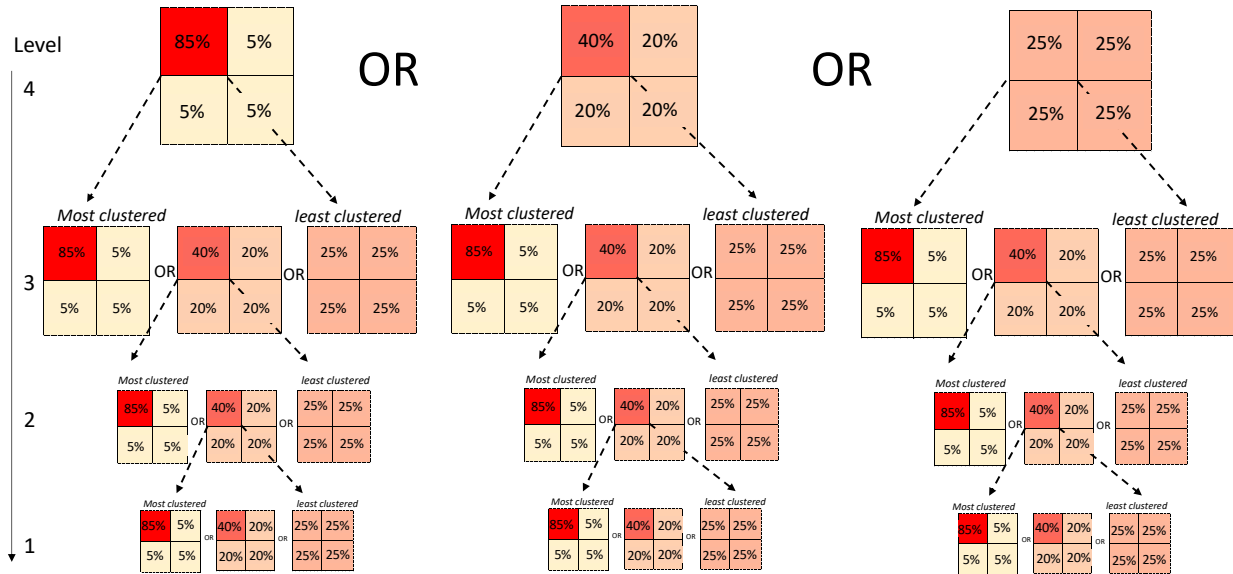 Level
85% 5% 40% 20% 25% 25%
OR OR
4
5% 5% 20% 20% 25% 25%
Most clustered least clustered Most clustered least clustered Most clustered least clustered
85% 5% 40% 20% 25% 25% 85% 5% 40% 20% 25% 25% 85% 5% 40% 20% 25% 25%
3 OR OR OR OR OR OR
5% 5% 20% 20% 25% 25% 5% 5% 20% 20% 25% 25% 5% 5% 20% 20% 25% 25%
Most clustered least clustered Most clustered least clustered Most clustered least clustered
85% 5% 40% 20% 25% 25% 85% 5% 40% 20% 25% 25% 85% 5% 40% 20% 25% 25%
2 OR OR OR OR OR OR
5% 5% 20% 20% 25% 25% 5% 5% 20% 20% 25% 25% 5% 5% 20% 20% 25% 25%
Most clustered least clustered Most clustered least clustered Most clustered least clustered
85% 5% 40% 20% 25% 25% 85% 5% 40% 20% 25% 25% 85% 5% 40% 20% 25% 25%
1 OR OR OR OR OR OR
5% 5% 20% 20% 25% 25% 5% 5% 20% 20% 25% 25% 5% 5% 20% 20% 25% 25%